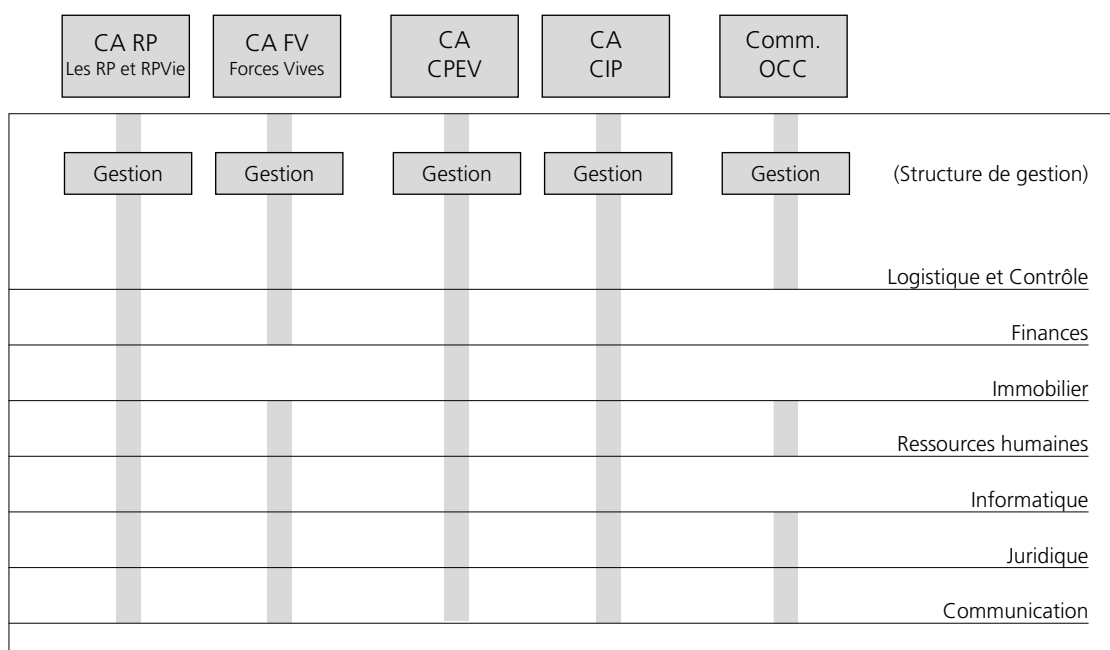 CA RP
Les RP et RPVie
CA FV
Forces Vives
CA
CPEV
CA
CIP
Comm.
OCC
Gestion
Gestion
Gestion
Gestion
Gestion
(Structure de gestion)
Logistique et Contrôle
Finances
Immobilier
Ressources humaines
Informatique
Juridique
Communication